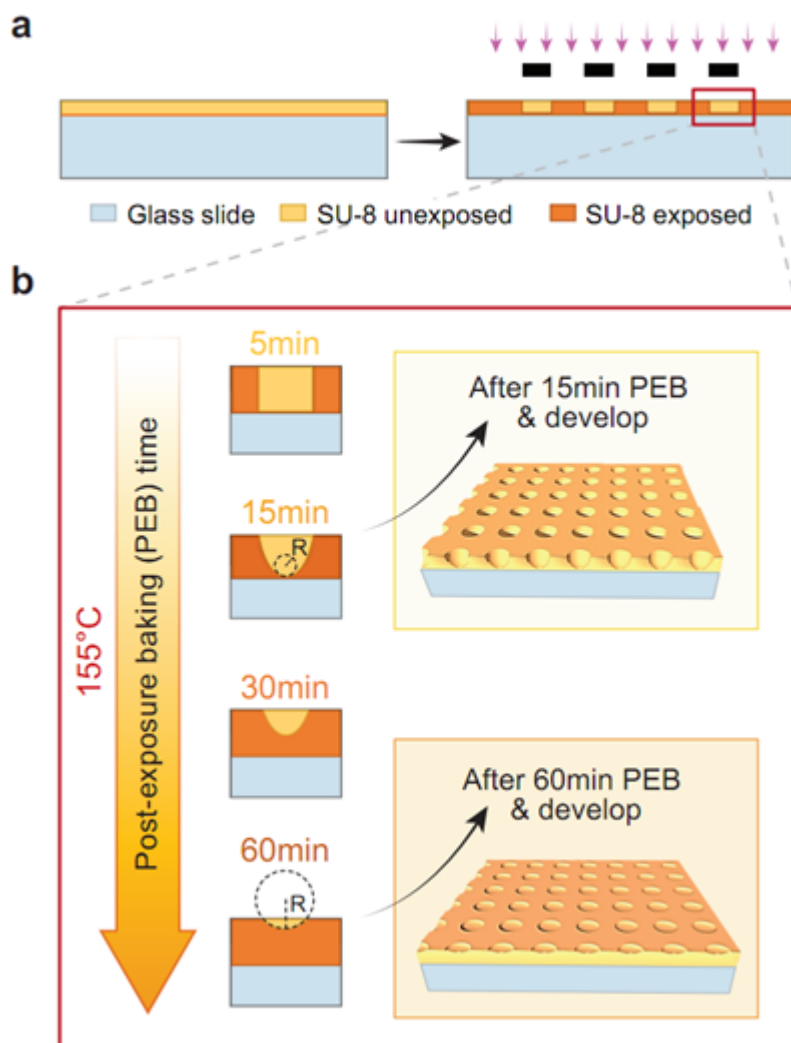 a
Glass slide
SU-8 unexposed
SU-8 exposed
b
155°C
Post-exposure baking (PEB) time
5min
After 15min PEB
& develop
15min
R
30min
After 60min PEB
& develop
60min
R